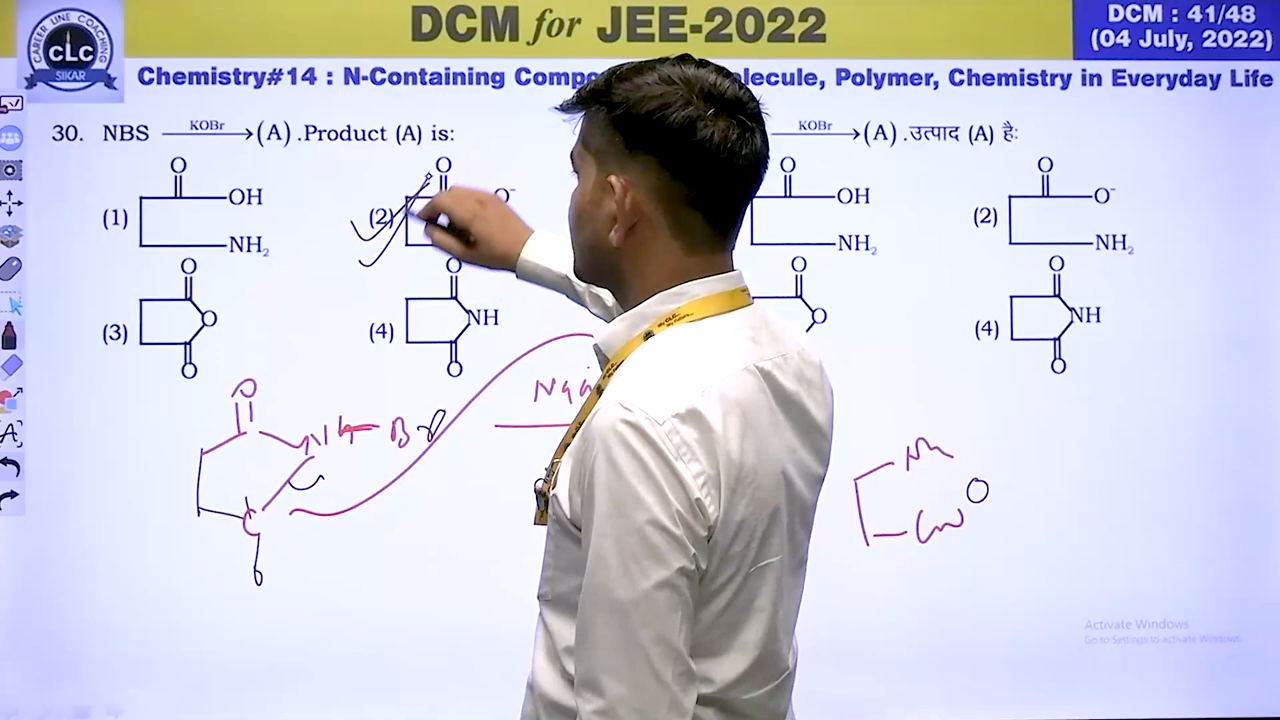 DCM for JEE-2022
DCM : 41/48
(04 July, 2022)
CAREER LINE COACHING
CLC
SIKAR
Chemistry#14 : N-Containing olecule, Polymer, Chemistry in Everyday Life
30. NBS KOBr (A) .Product (A) is:
KOBr (A) .उत्पाद (A) है:
(1) O OH NH₂
(2) O O⁻
O OH NH₂
(2) O O⁻ NH₂
(3) O O O
(4) O NH O
O O
(4) O NH O
O
Br
C
O
Activate Windows
Go to Settings to activate Windows.